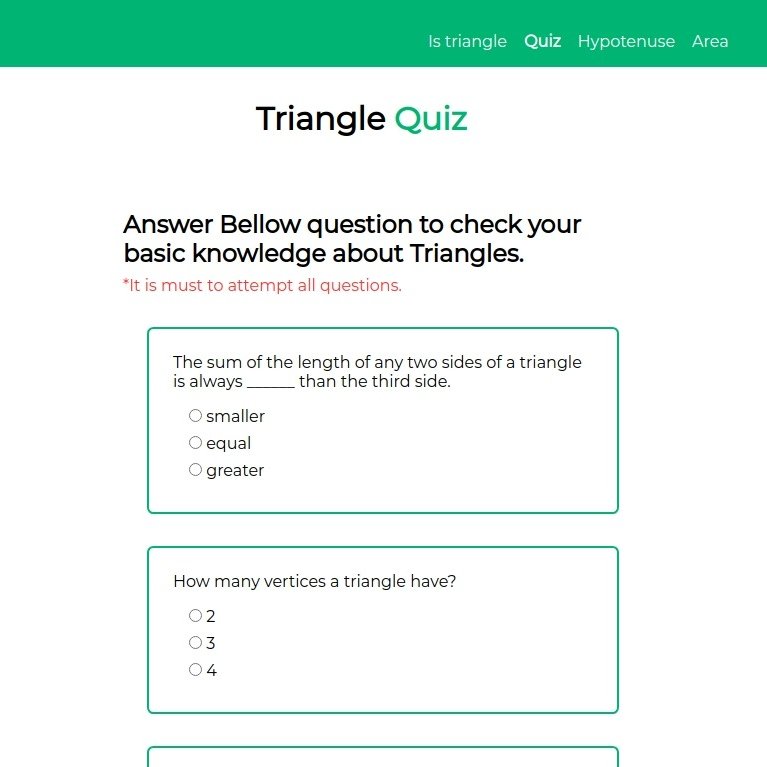 Is triangle Quiz Hypotenuse Area
Triangle Quiz
Answer Bellow question to check your
basic knowledge about Triangles.
*It is must to attempt all questions.
The sum of the length of any two sides of a triangle
is always ______ than the third side.
smaller
equal
greater
How many vertices a triangle have?
2
3
4